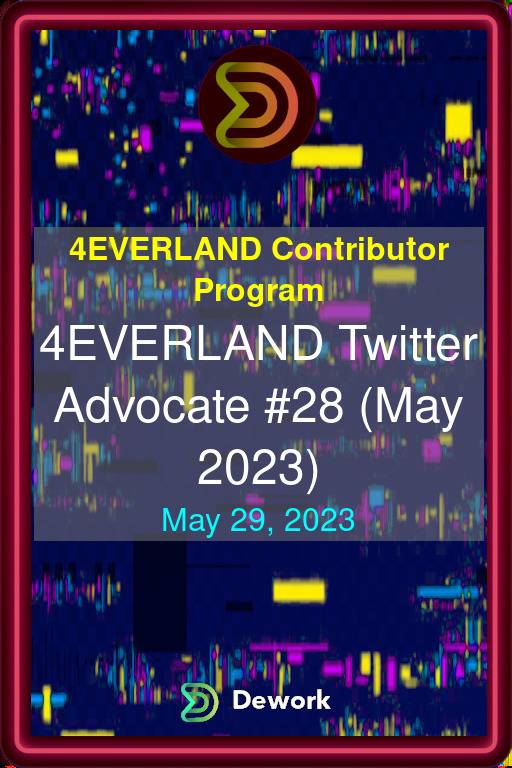 4EVERLAND Contributor
Program
4EVERLAND Twitter
Advocate #28 (May
2023)
May 29, 2023
Dework